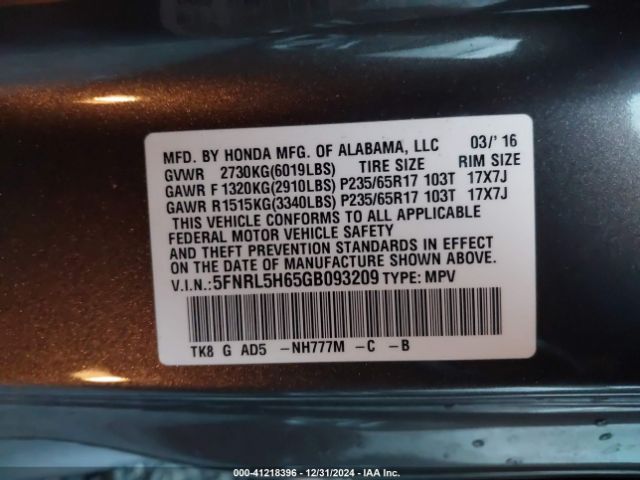 MFD. BY HONDA MFG. OF ALABAMA, LLC 03/'16
GVWR 2730KG(6019LBS) TIRE SIZE RIM SIZE
GAWR F 1320KG(2910LBS) P235/65R17 103T 17X7J
GAWR R1515KG(3340LBS) P235/65R17 103T 17X7J
THIS VEHICLE CONFORMS TO ALL APPLICABLE
FEDERAL MOTOR VEHICLE SAFETY
AND THEFT PREVENTION STANDARDS IN EFFECT
ON THE DATE OF MANUFACTURE SHOWN ABOVE.
V.I.N.:5FNRL5H65GB093209 TYPE: MPV
TK8 G AD5 -NH777M -C -B
000-41218396 - 12/31/2024 - IAA Inc.